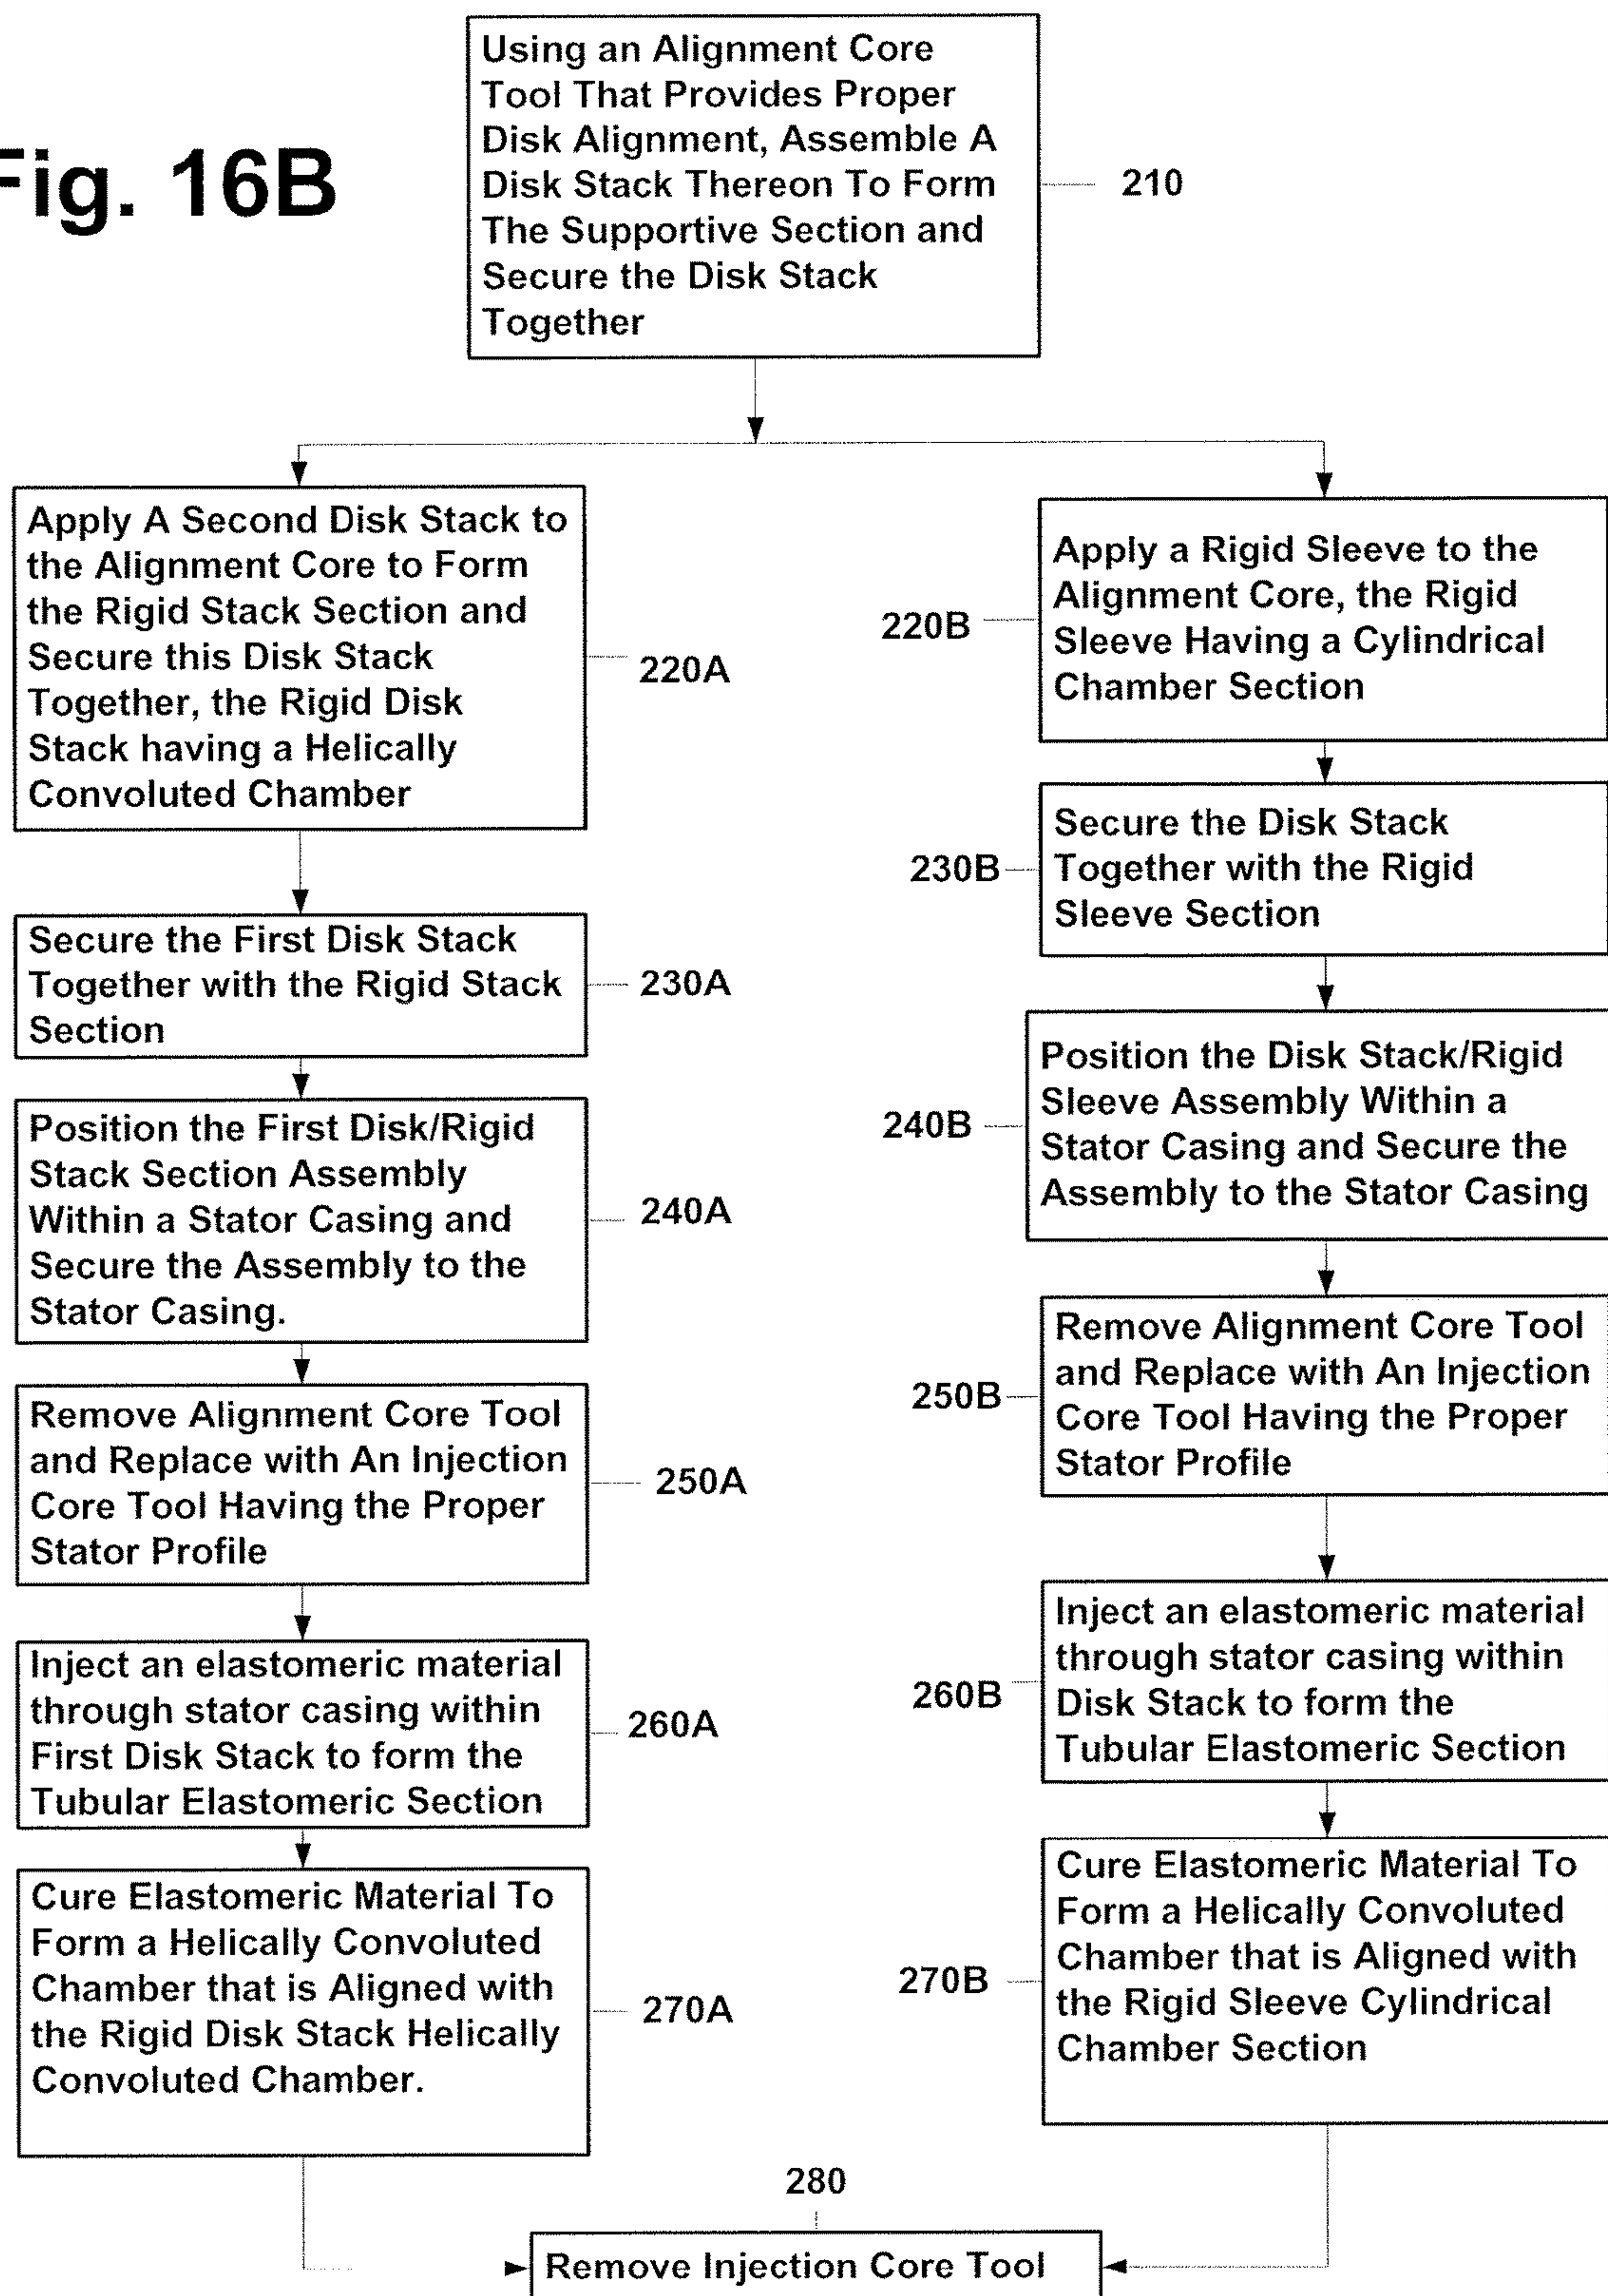 Fig. 16B
Using an Alignment Core
Tool That Provides Proper
Disk Alignment, Assemble A
Disk Stack Thereon To Form
The Supportive Section and
Secure the Disk Stack
Together
210
Apply A Second Disk Stack to
the Alignment Core to Form
the Rigid Stack Section and
Secure this Disk Stack
Together, the Rigid Disk
Stack having a Helically
Convoluted Chamber
220A
Secure the First Disk Stack
Together with the Rigid Stack
Section
230A
Position the First Disk/Rigid
Stack Section Assembly
Within a Stator Casing and
Secure the Assembly to the
Stator Casing.
240A
Remove Alignment Core Tool
and Replace with An Injection
Core Tool Having the Proper
Stator Profile
250A
Inject an elastomeric material
through stator casing within
First Disk Stack to form the
Tubular Elastomeric Section
260A
Cure Elastomeric Material To
Form a Helically Convoluted
Chamber that is Aligned with
the Rigid Disk Stack Helically
Convoluted Chamber.
270A
220B
Apply a Rigid Sleeve to the
Alignment Core, the Rigid
Sleeve Having a Cylindrical
Chamber Section
230B
Secure the Disk Stack
Together with the Rigid
Sleeve Section
240B
Position the Disk Stack/Rigid
Sleeve Assembly Within a
Stator Casing and Secure the
Assembly to the Stator Casing
250B
Remove Alignment Core Tool
and Replace with An Injection
Core Tool Having the Proper
Stator Profile
260B
Inject an elastomeric material
through stator casing within
Disk Stack to form the
Tubular Elastomeric Section
270B
Cure Elastomeric Material To
Form a Helically Convoluted
Chamber that is Aligned with
the Rigid Sleeve Cylindrical
Chamber Section
280
Remove Injection Core Tool